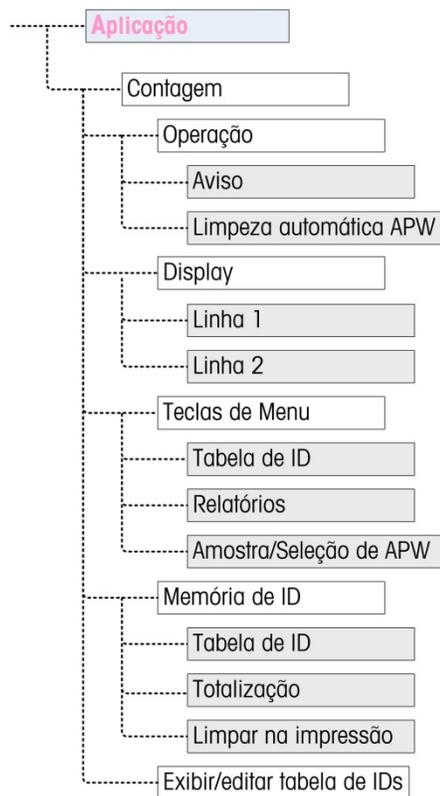 Aplicação
Contagem
Operação
Aviso
Limpeza automática APW
Display
Linha 1
Linha 2
Teclas de Menu
Tabela de ID
Relatórios
Amostra/Seleção de APW
Memória de ID
Tabela de ID
Totalização
Limpar na impressão
Exibir/editar tabela de IDs